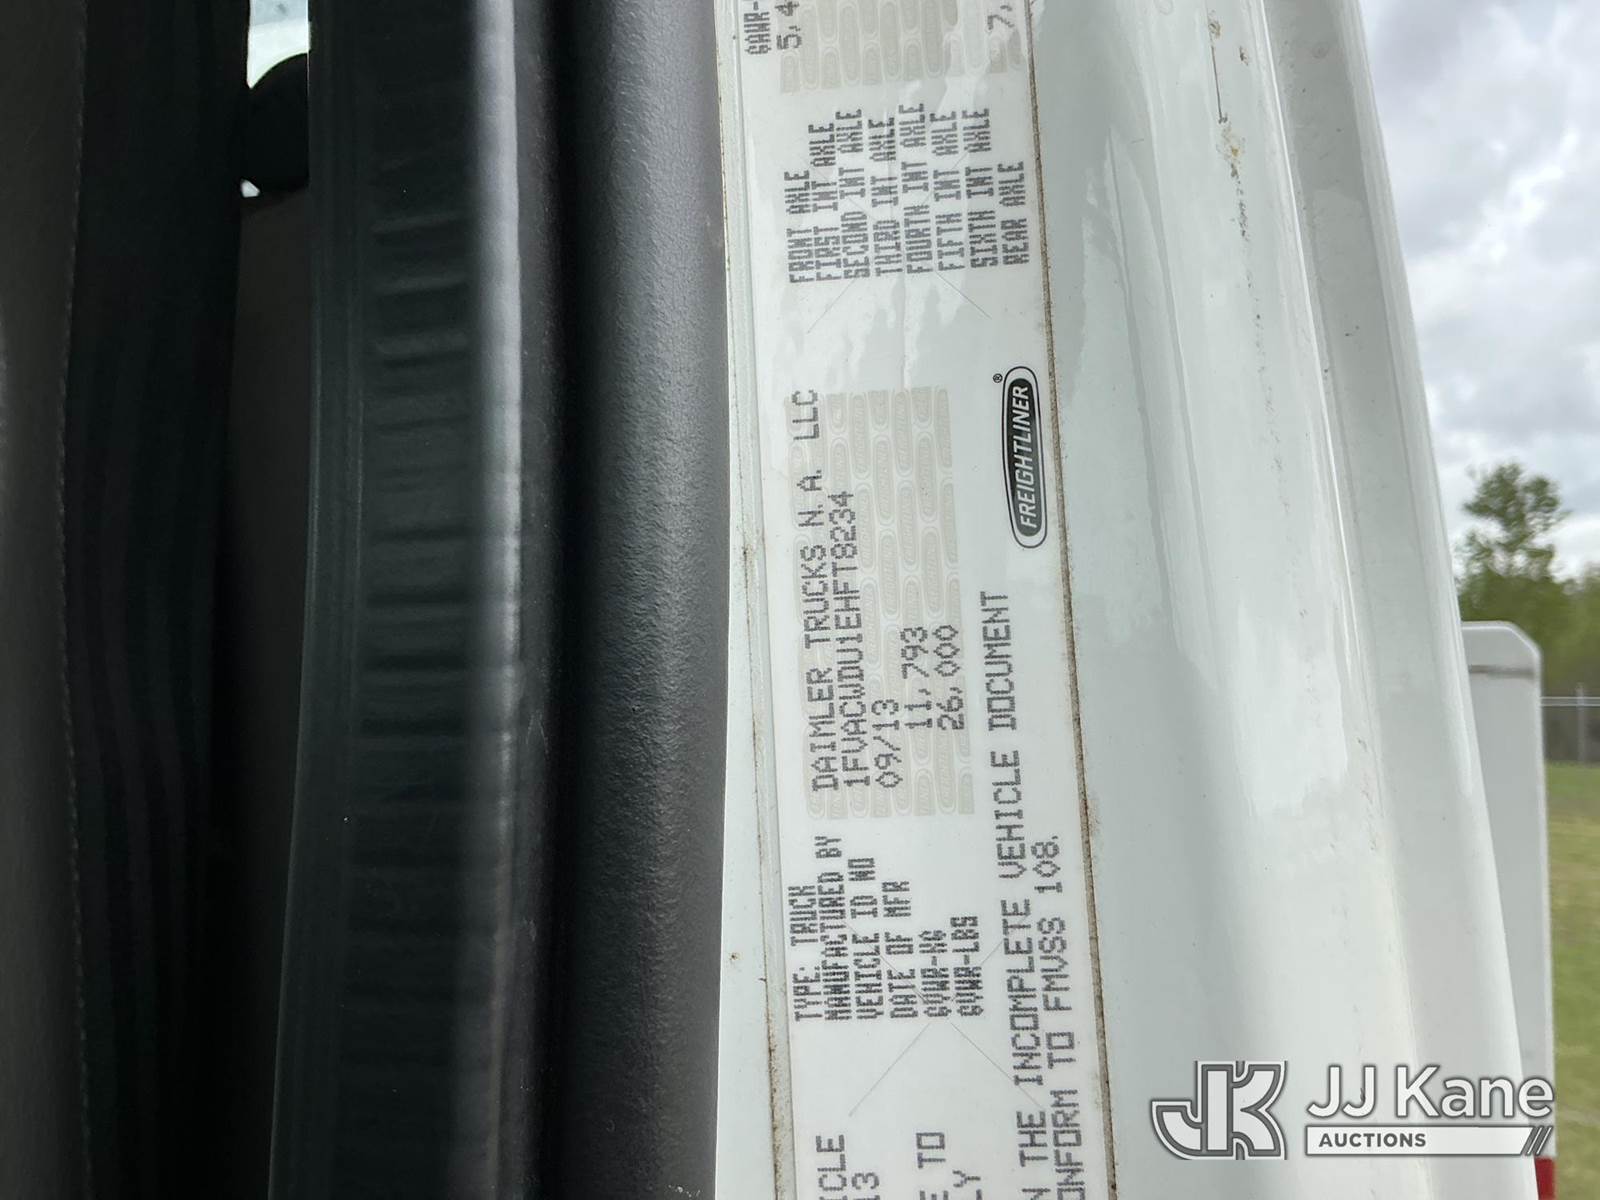 TYPE: TRUCK
MANUFACTURED BY DAIMLER TRUCKS N.A. LLC
VEHICLE ID NO 1FVACWDU1EHFT8234
DATE OF MFR 09/13
GVWR-KG 11,793
GVWR-LBS 26,000
N THE INCOMPLETE VEHICLE DOCUMENT
ONFORM TO FMVSS 108.
FREIGHTLINER®
GAWR-
5,4
7,
FRONT AXLE
FIRST INT AXLE
SECOND INT AXLE
THIRD INT AXLE
FOURTH INT AXLE
FIFTH INT AXLE
SIXTH INT AXLE
REAR AXLE
ICLE
13
E TO
LY
JK JJ Kane
AUCTIONS